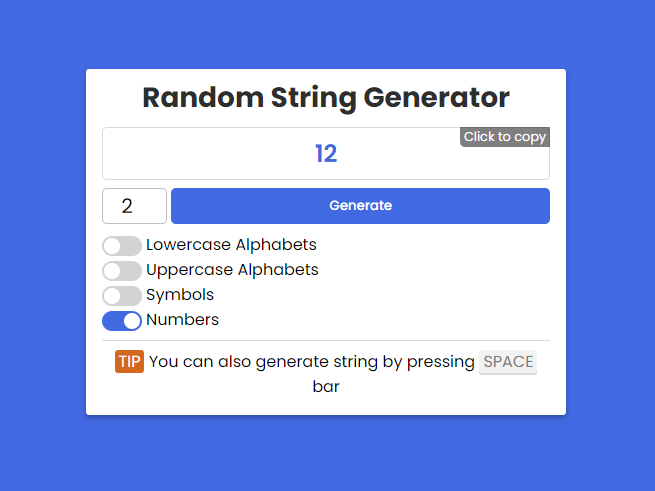 Random String Generator
Click to copy
12
2
Generate
Lowercase Alphabets
Uppercase Alphabets
Symbols
Numbers
TIP You can also generate string by pressing SPACE
bar